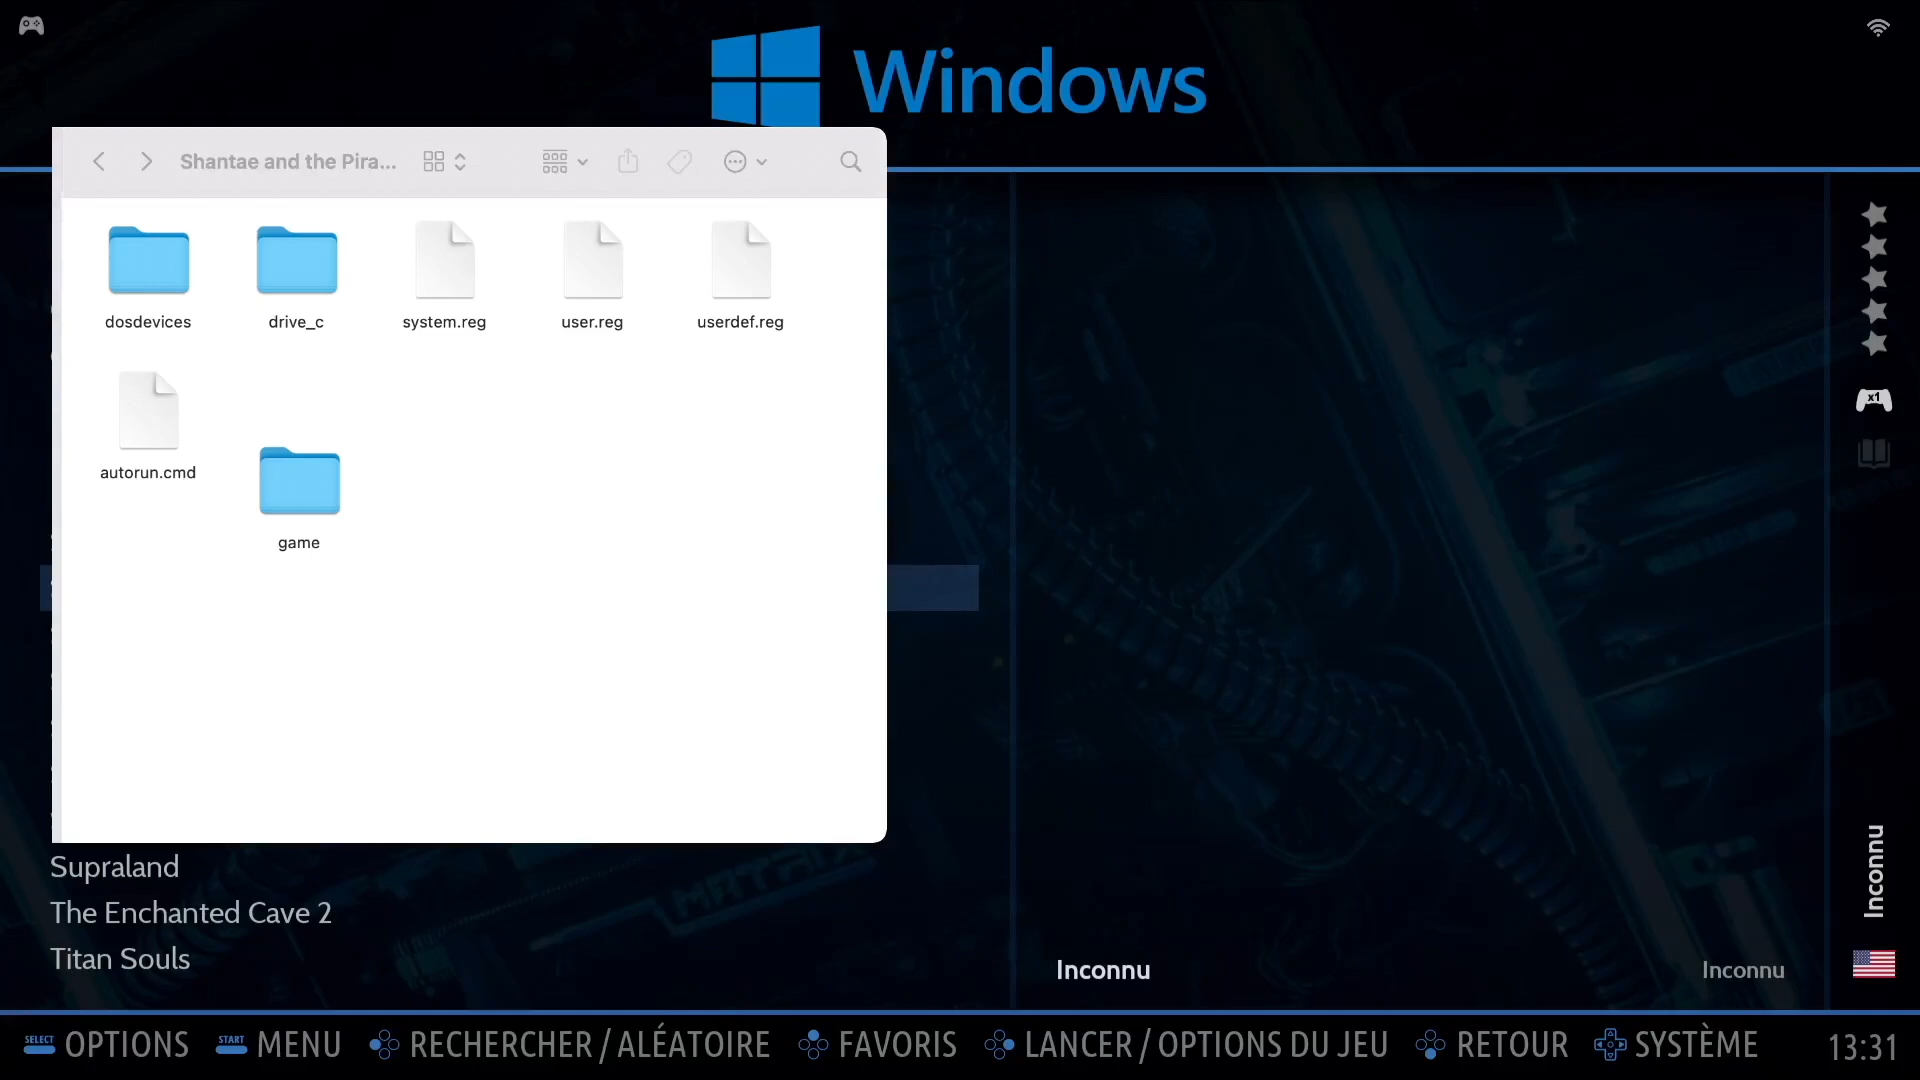 Windows
Shantae and the Pira...
dosdevices
drive_c
system.reg
user.reg
userdef.reg
autorun.cmd
game
x1
Supraland
The Enchanted Cave 2
Titan Souls
Inconnu
Inconnu
Inconnu
SELECT OPTIONS
START MENU
RECHERCHER / ALÉATOIRE
FAVORIS
LANCER / OPTIONS DU JEU
RETOUR
SYSTÈME
13:31